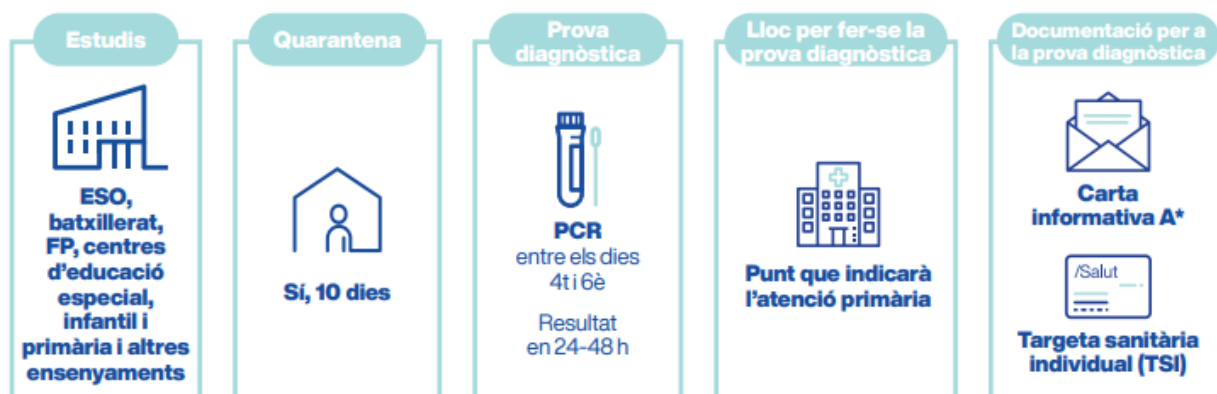 Estudis
ESO,
batxillerat,
FP, centres
d'educació
especial,
infantil i
primària i altres
ensenyaments
Quarantena
Sí, 10 dies
Prova
diagnòstica
PCR
entre els dies
4t i 6è
Resultat
en 24-48 h
Lloc per fer-se la
prova diagnòstica
Punt que indicarà
l'atenció primària
Documentació per a
la prova diagnòstica
Carta
informativa A*
/Salut
Targeta sanitària
individual (TSI)